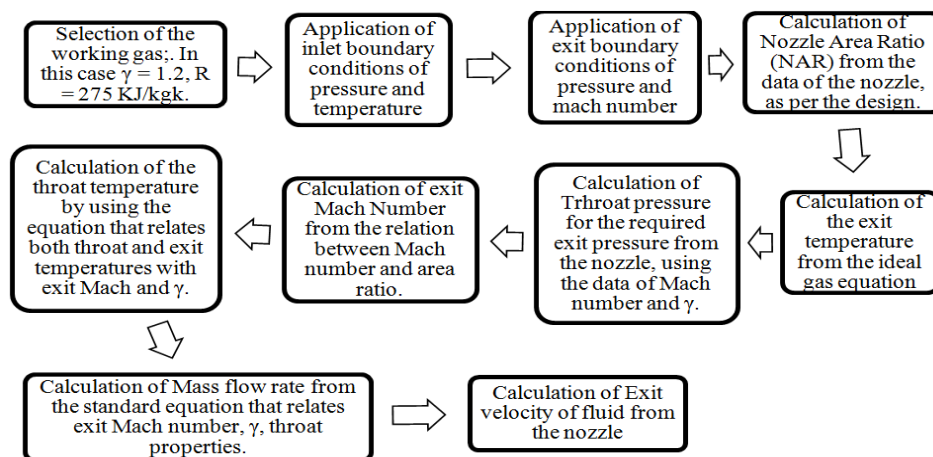 Selection of the
working gas;. In
this case γ = 1.2, R
= 275 KJ/kgk.
Application of
inlet boundary
conditions of
pressure and
temperature
Application of
exit boundary
conditions of
pressure and
mach number
Calculation of
Nozzle Area Ratio
(NAR) from the
data of the nozzle,
as per the design.
Calculation of
the exit
temperature
from the ideal
gas equation
Calculation of
Trhroat pressure
for the required
exit pressure from
the nozzle, using
the data of Mach
number and γ.
Calculation of exit
Mach Number
from the relation
between Mach
number and area
ratio.
Calculation of the
throat temperature
by using the
equation that relates
both throat and exit
temperatures with
exit Mach and γ.
Calculation of Mass flow rate from
the standard equation that relates
exit Mach number, γ, throat
properties.
Calculation of Exit
velocity of fluid from
the nozzle